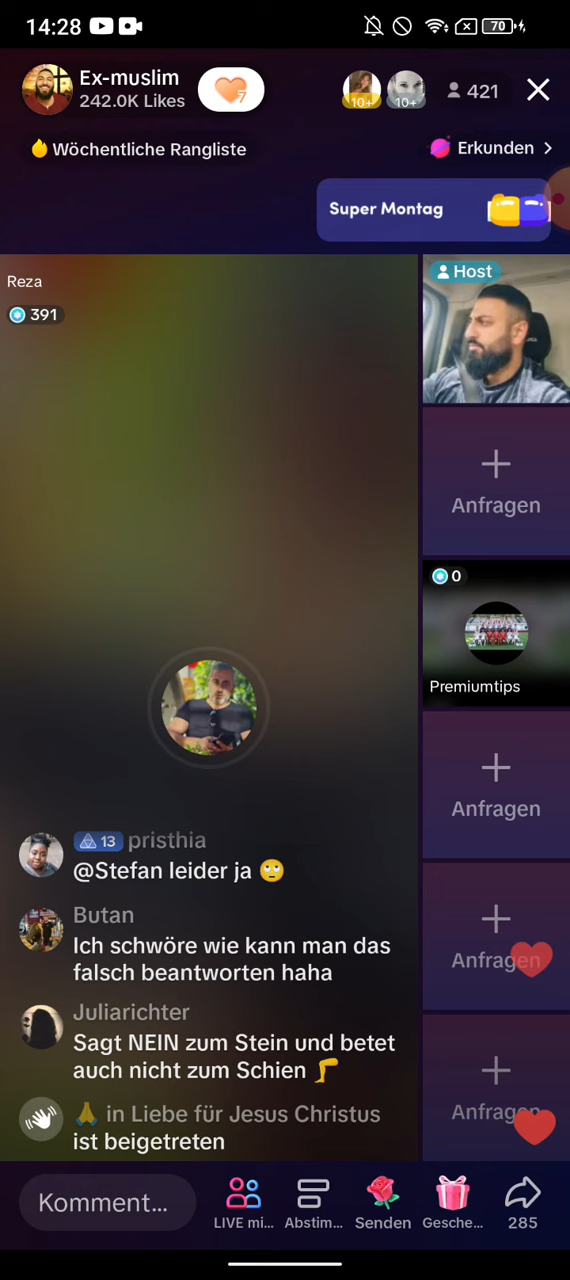 14:28
70
Ex-muslim
242.0K Likes
7
10+
10+
421
Wöchentliche Rangliste
Erkunden
Super Montag
Reza
391
Host
Anfragen
0
Premiumtips
Anfragen
Anfragen
Anfragen
13 pristhia
@Stefan leider ja 🙄
Butan
Ich schwöre wie kann man das
falsch beantworten haha
Juliarichter
Sagt NEIN zum Stein und betet
auch nicht zum Schien 🦵
🙏 in Liebe für Jesus Christus
ist beigetreten
Komment...
LIVE mi...
Abstim...
Senden
Gesche...
285